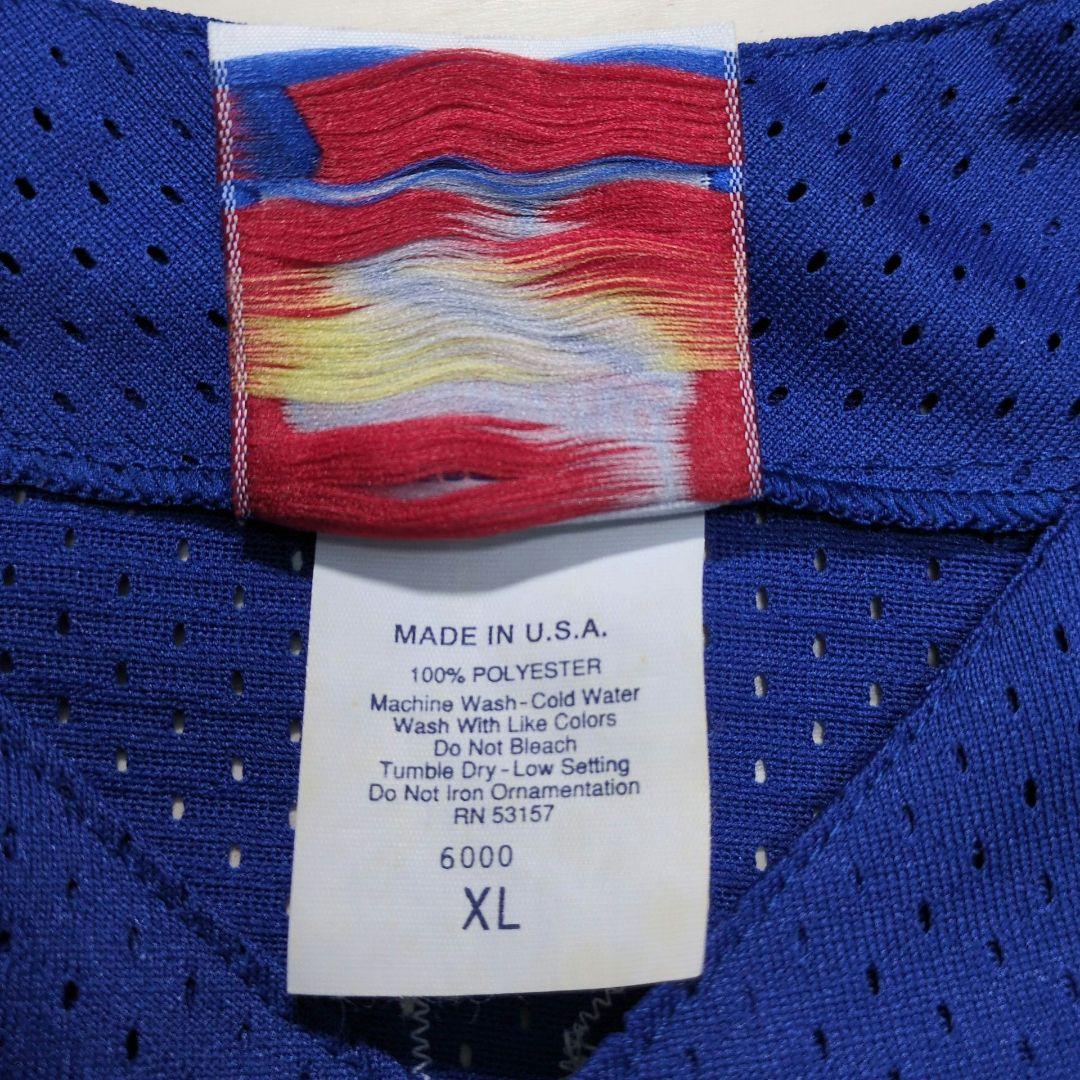 MADE IN U.S.A.
100% POLYESTER
Machine Wash-Cold Water
Wash With Like Colors
Do Not Bleach
Tumble Dry - Low Setting
Do Not Iron Ornamentation
RN 53157
6000
XL